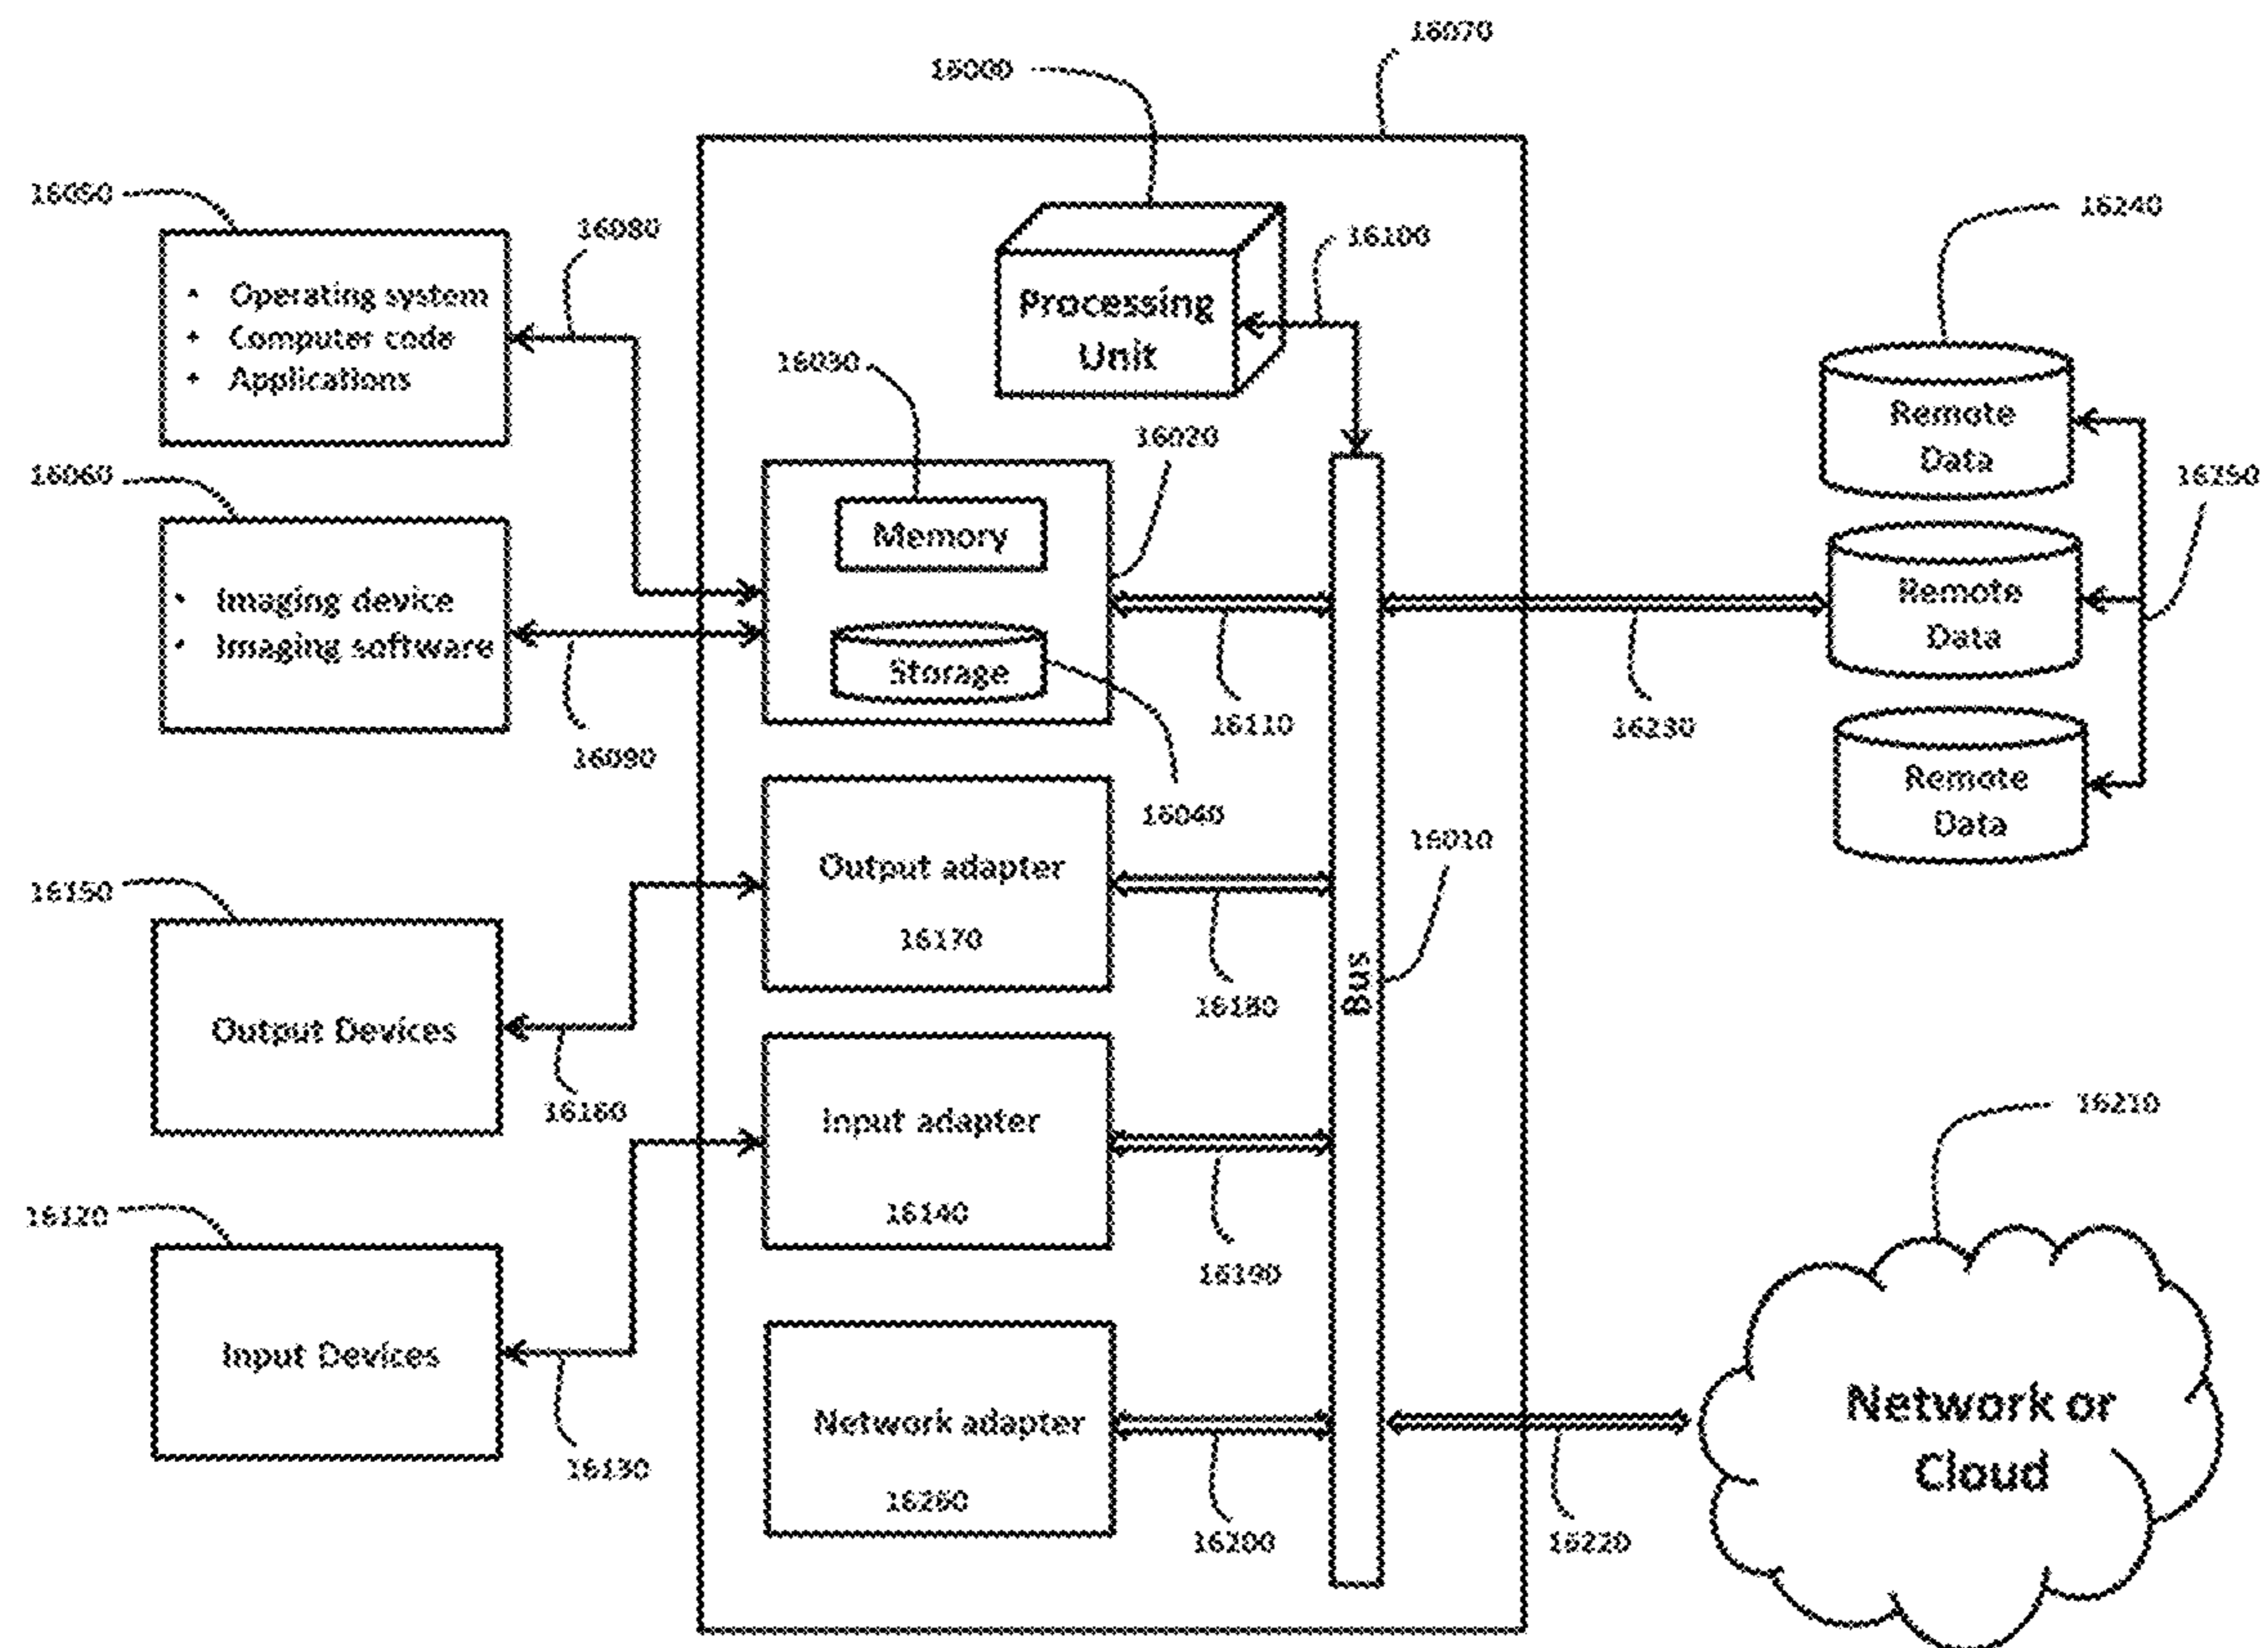 16070
16000
16050
16080
16100
16240
• Operating system
• Computer code
• Applications
Processing
Unit
16030
16020
Remote
Data
16060
16250
Memory
• Imaging device
• Imaging software
Remote
Data
Storage
16110
16230
16090
Remote
Data
16040
16010
Output adapter
16170
16150
16180
Bus
Output Devices
16160
Input adapter
16140
16210
16120
16190
Input Devices
Network or
Cloud
Network adapter
16260
16130
16200
16220